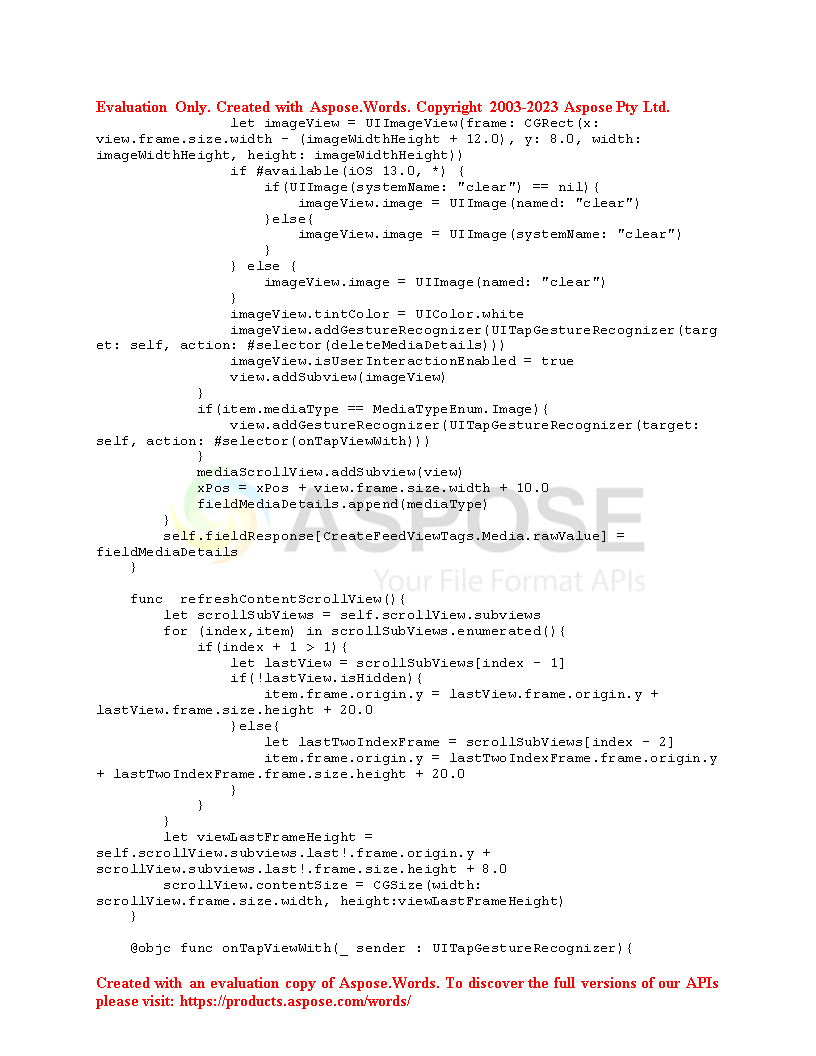 Evaluation Only. Created with Aspose.Words. Copyright 2003-2023 Aspose Pty Ltd.
                let imageView = UIImageView(frame: CGRect(x:
view.frame.size.width - (imageWidthHeight + 12.0), y: 8.0, width:
imageWidthHeight, height: imageWidthHeight))
                if #available(iOS 13.0, *) {
                    if(UIImage(systemName: "clear") == nil){
                        imageView.image = UIImage(named: "clear")
                    }else{
                        imageView.image = UIImage(systemName: "clear")
                    }
                } else {
                    imageView.image = UIImage(named: "clear")
                }
                imageView.tintColor = UIColor.white
                imageView.addGestureRecognizer(UITapGestureRecognizer(targ
et: self, action: #selector(deleteMediaDetails)))
                imageView.isUserInteractionEnabled = true
                view.addSubview(imageView)
            }
            if(item.mediaType == MediaTypeEnum.Image){
                view.addGestureRecognizer(UITapGestureRecognizer(target:
self, action: #selector(onTapViewWith)))
            }
            mediaScrollView.addSubview(view)
            xPos = xPos + view.frame.size.width + 10.0
            fieldMediaDetails.append(mediaType)
        }
        self.fieldResponse[CreateFeedViewTags.Media.rawValue] =
fieldMediaDetails
    }
ASPOSE
Your File Format APIs
    func  refreshContentScrollView(){
        let scrollSubViews = self.scrollView.subviews
        for (index,item) in scrollSubViews.enumerated(){
            if(index + 1 > 1){
                let lastView = scrollSubViews[index - 1]
                if(!lastView.isHidden){
                    item.frame.origin.y = lastView.frame.origin.y +
lastView.frame.size.height + 20.0
                }else{
                    let lastTwoIndexFrame = scrollSubViews[index - 2]
                    item.frame.origin.y = lastTwoIndexFrame.frame.origin.y
+ lastTwoIndexFrame.frame.size.height + 20.0
                }
            }
        }
        let viewLastFrameHeight =
self.scrollView.subviews.last!.frame.origin.y +
scrollView.subviews.last!.frame.size.height + 8.0
        scrollView.contentSize = CGSize(width:
scrollView.frame.size.width, height:viewLastFrameHeight)
    }
    @objc func onTapViewWith(_ sender : UITapGestureRecognizer){
Created with an evaluation copy of Aspose.Words. To discover the full versions of our APIs
please visit: https://products.aspose.com/words/